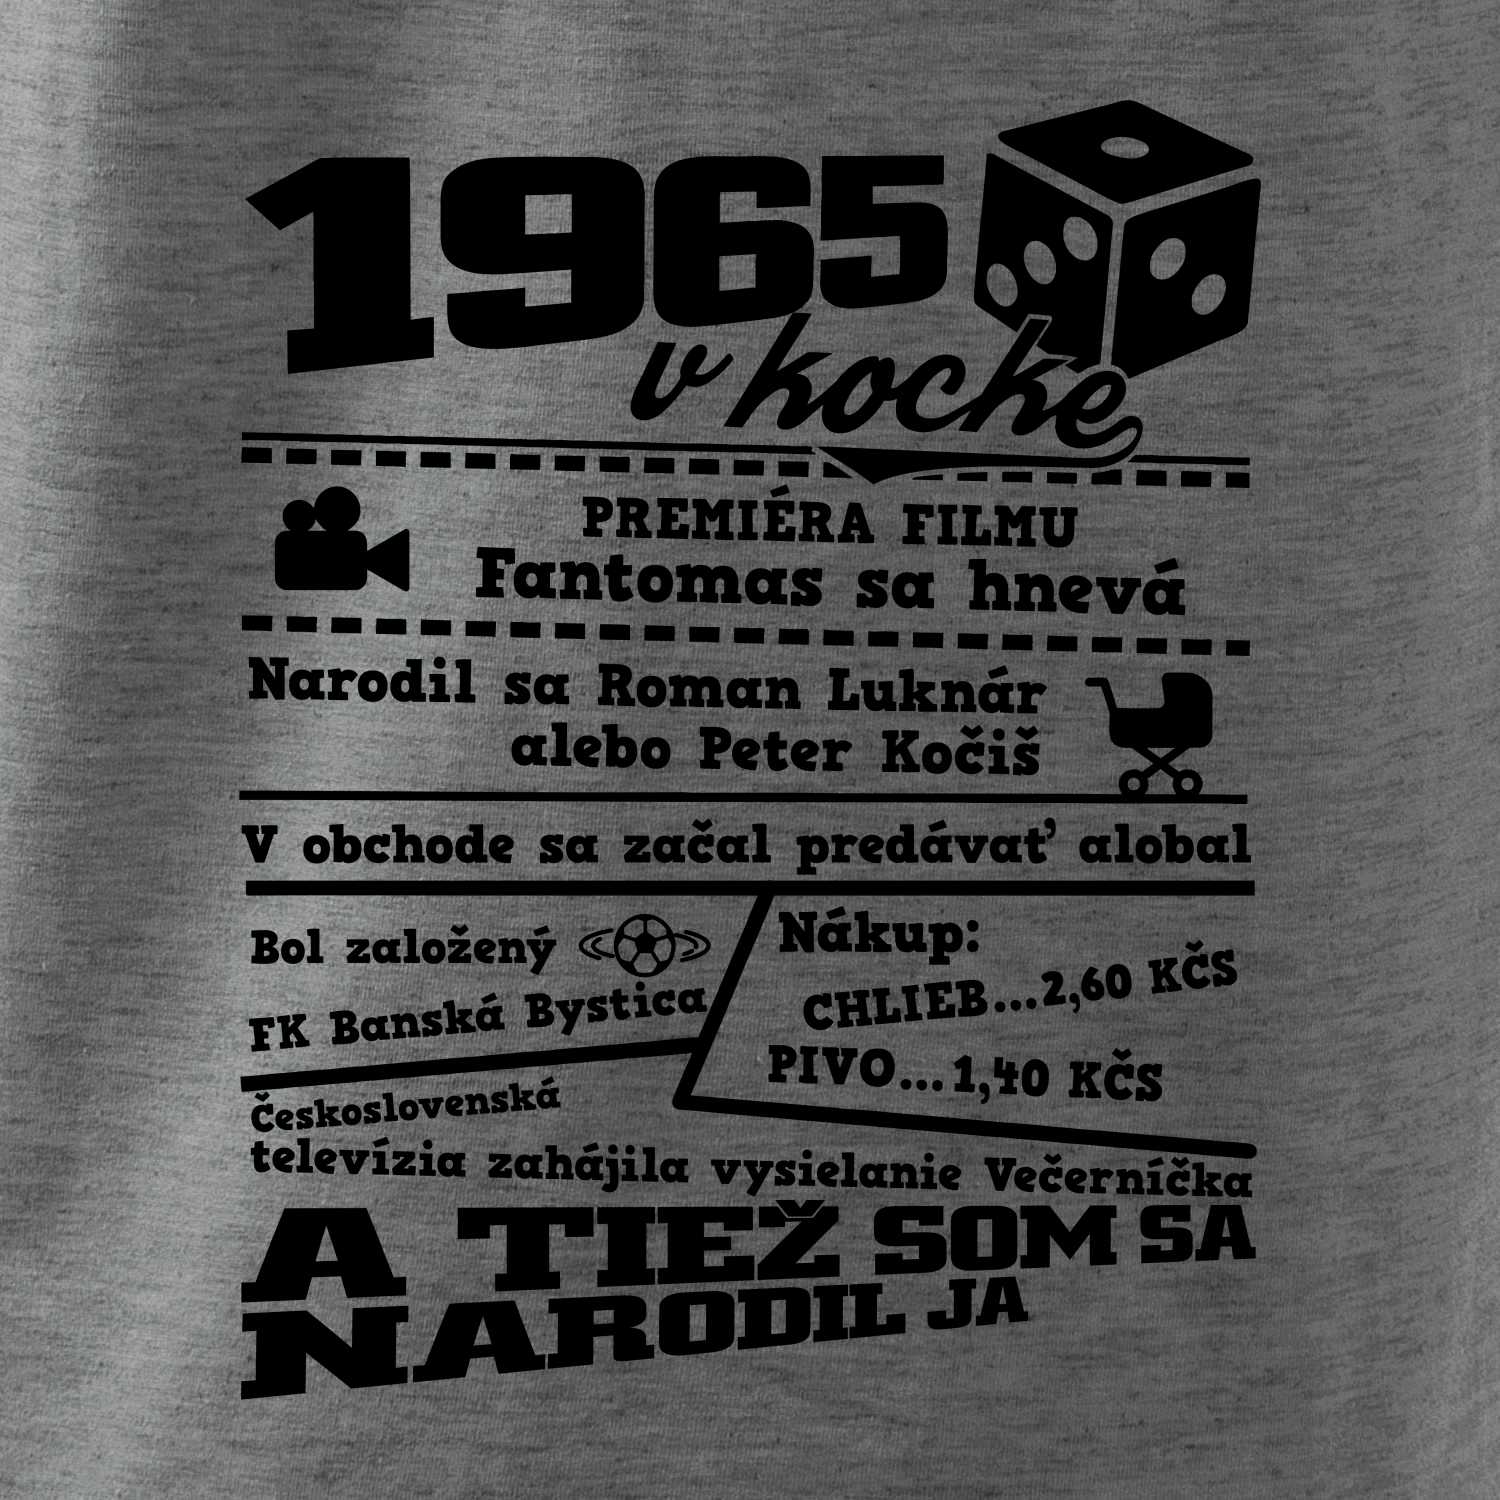 1965
v kocke
PREMIÉRA FILMU
Fantomas sa hnevá
Narodil sa Roman Luknár
alebo Peter Kočiš
V obchode sa začal predávať alobal
Bol založený
FK Banská Bystica
Nákup:
CHLIEB...2,60 KČS
PIVO...1,40 KČS
Československá
televízia zahájila vysielanie Večerníčka
A TIEŽ SOM SA
NARODIL JA